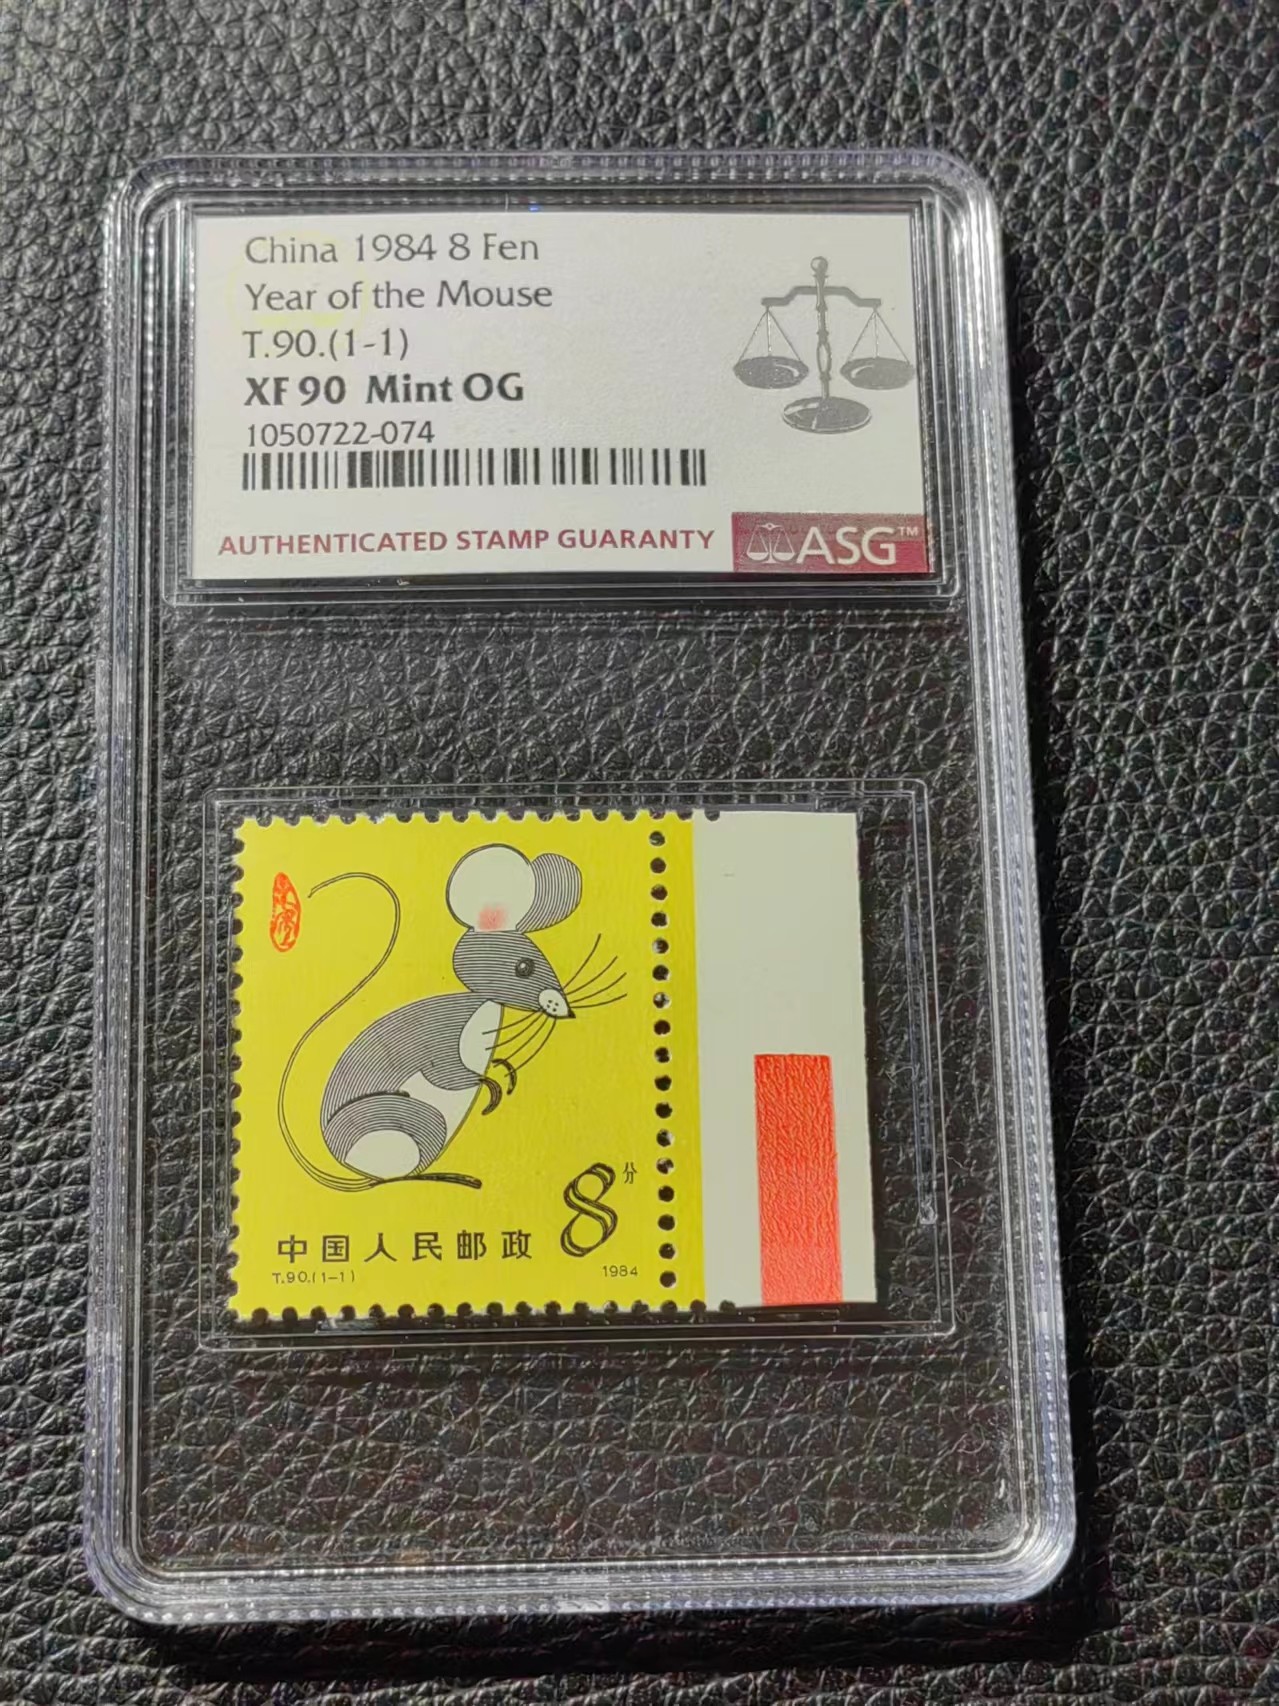 China 1984 8 Fen
Year of the Mouse
T.90.(1-1)
XF 90 Mint OG
1050722-074
AUTHENTICATED STAMP GUARANTY
ASG™
8分
中国人民邮政
T.90.(1-1)
1984